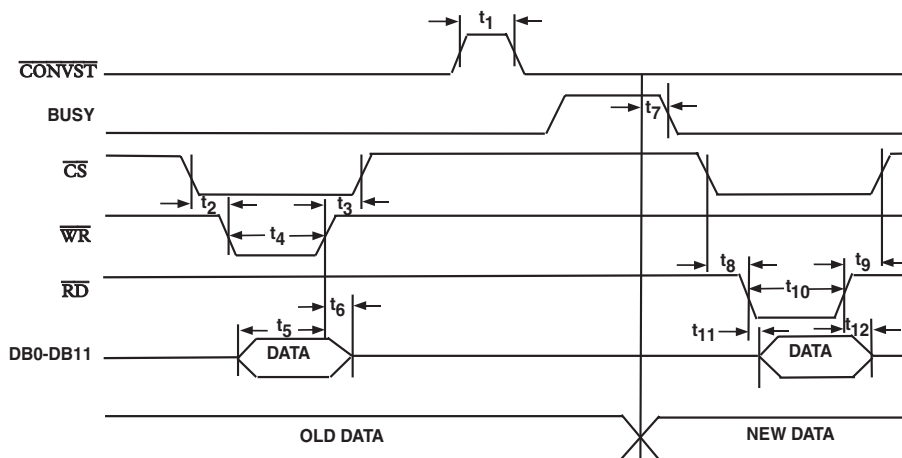 t1
CONVST
BUSY
t7
CS
t2
t3
WR
t4
t8
t9
RD
t10
t6
t5
t11
t12
DB0-DB11
DATA
DATA
OLD DATA
NEW DATA